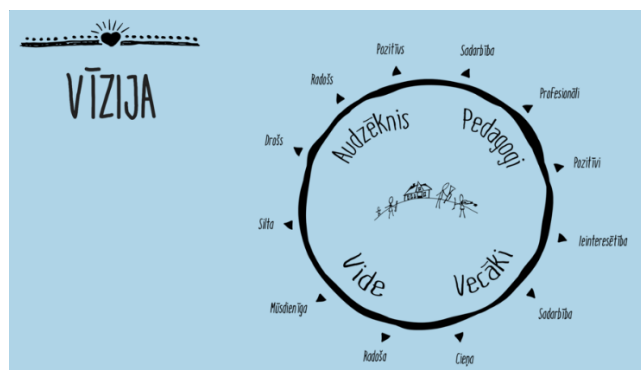 VĪZIJA
Pozitīvs
Sadarbība
Radošs
Profesionāli
Audzēknis
Pedagogi
Drošs
Pozitīvi
Silta
Ieinteresētība
Vide
Vecāki
Mūsdienīga
Sadarbība
Radoša
Cieņa